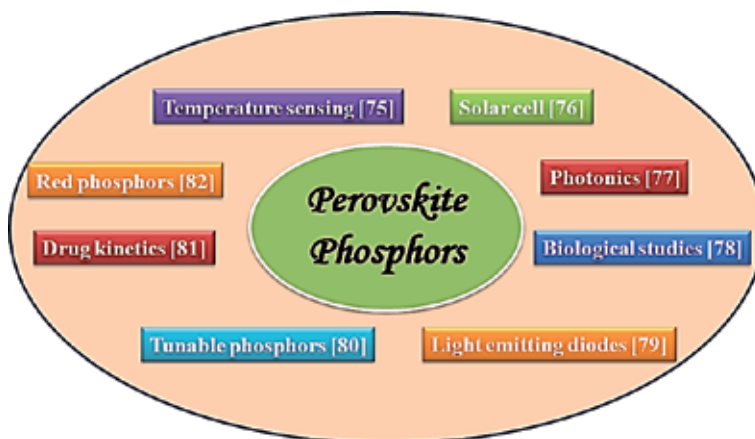 Temperature sensing [75]
Solar cell [76]
Red phosphors [82]
Perovskite
Phosphors
Photonics [77]
Drug kinetics [81]
Biological studies [78]
Tunable phosphors [80]
Light emitting diodes [79]